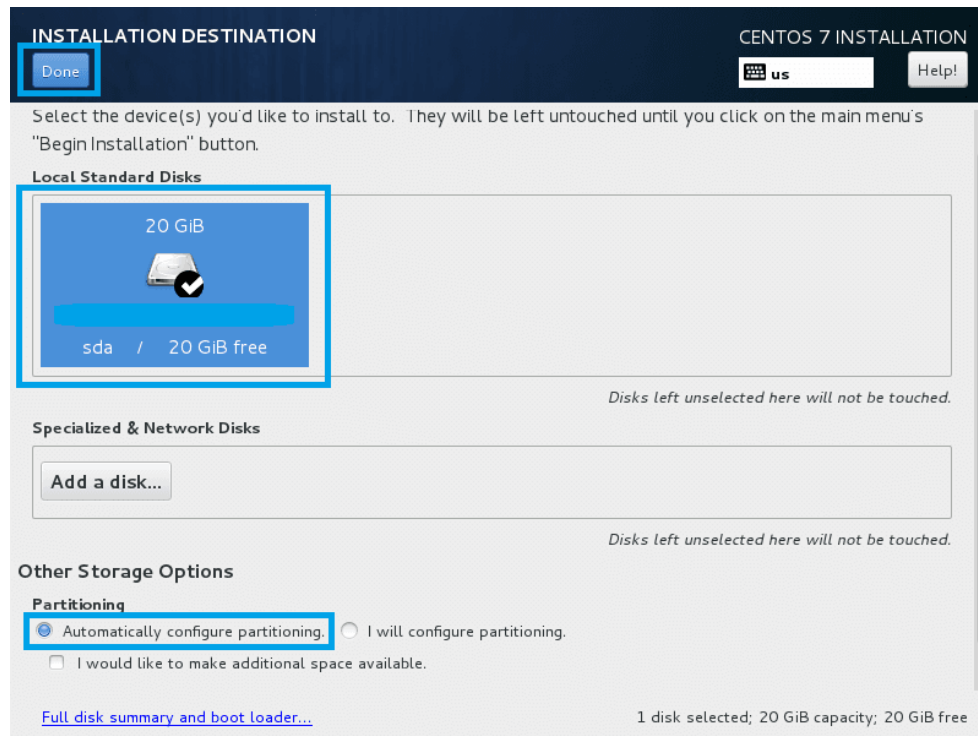 INSTALLATION DESTINATION
CENTOS 7 INSTALLATION
Done
us
Help!
Select the device(s) you'd like to install to. They will be left untouched until you click on the main menu's
"Begin Installation" button.
Local Standard Disks
20 GiB
sda / 20 GiB free
Disks left unselected here will not be touched.
Specialized & Network Disks
Add a disk...
Disks left unselected here will not be touched.
Other Storage Options
Partitioning
Automatically configure partitioning. I will configure partitioning.
I would like to make additional space available.
Full disk summary and boot loader... 1 disk selected; 20 GiB capacity; 20 GiB free